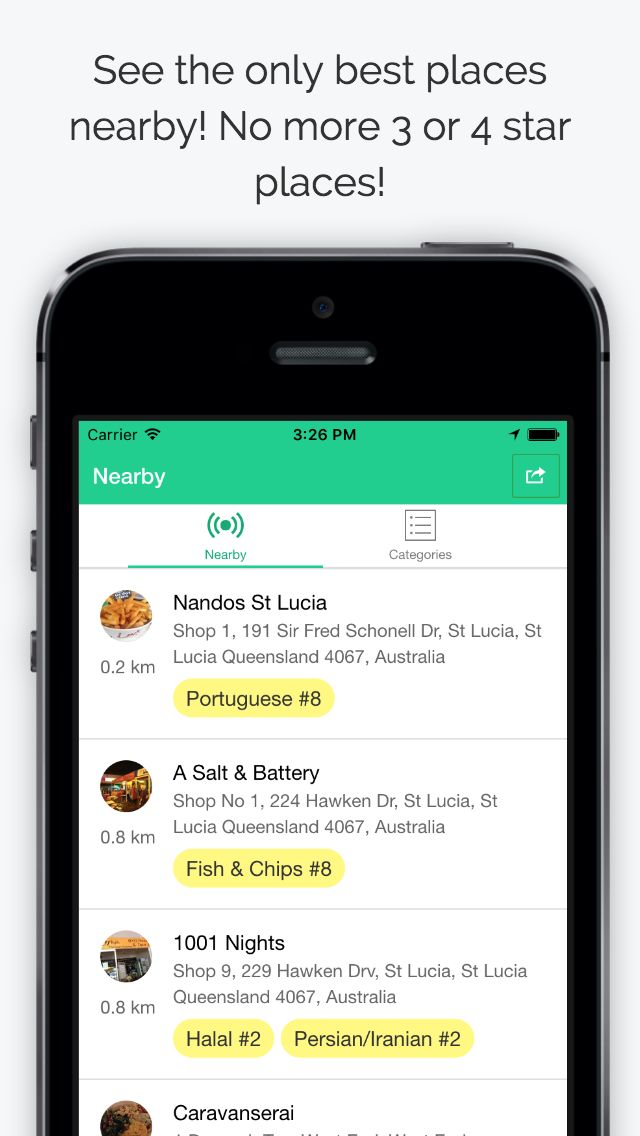 See the only best places
nearby! No more 3 or 4 star
places!
Carrier 3:26 PM
Nearby
Nearby Categories
Nandos St Lucia
Shop 1, 191 Sir Fred Schonell Dr, St Lucia, St
Lucia Queensland 4067, Australia
0.2 km
Portuguese #8
A Salt & Battery
Shop No 1, 224 Hawken Dr, St Lucia, St
Lucia Queensland 4067, Australia
0.8 km
Fish & Chips #8
1001 Nights
Shop 9, 229 Hawken Drv, St Lucia, St Lucia
Queensland 4067, Australia
0.8 km
Halal #2 Persian/Iranian #2
Caravanserai